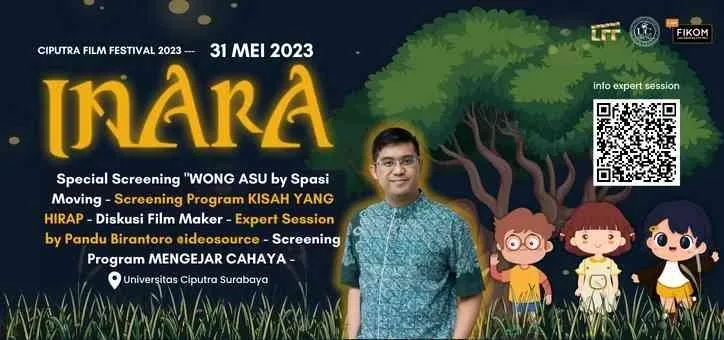 CIPUTRA FILM FESTIVAL 2023 --- 31 MEI 2023
INARA
Special Screening "WONG ASU by Spasi
Moving - Screening Program KISAH YANG
HIRAP - Diskusi Film Maker - Expert Session
by Pandu Birantoro @ideosource - Screening
Program MENGEJAR CAHAYA -
Universitas Ciputra Surabaya
FIKOM
info expert session